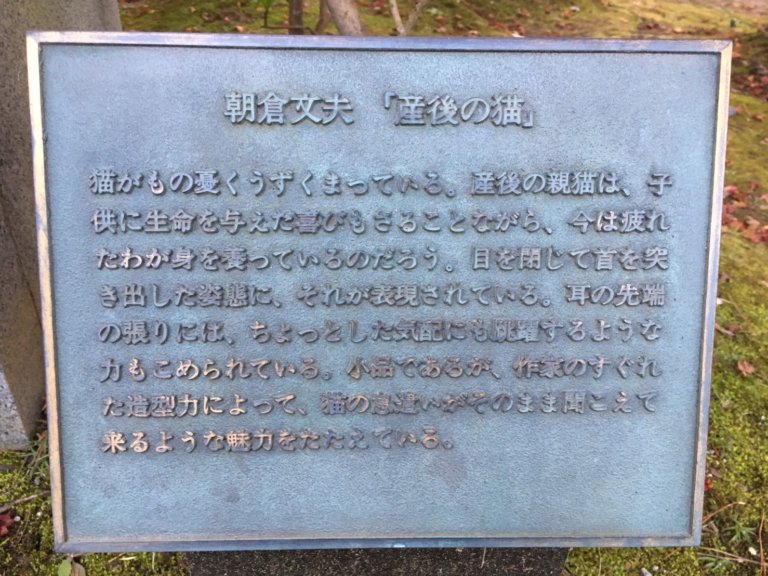 朝倉文夫 「産後の猫」
猫がもの憂くうずくまっている。産後の親猫は、子
供に生命を与えた喜びもさることながら、今は疲れ
たわが身を養っているのだろう。目を閉じて首を突
き出した姿態に、それが表現されている。耳の先端
の張りには、ちょっとした気配にも跳躍するような
力もこめられている。小品であるが、作家のすぐれ
た造型力によって、猫の息遣いがそのまま聞こえて
来るような魅力をたたえている。